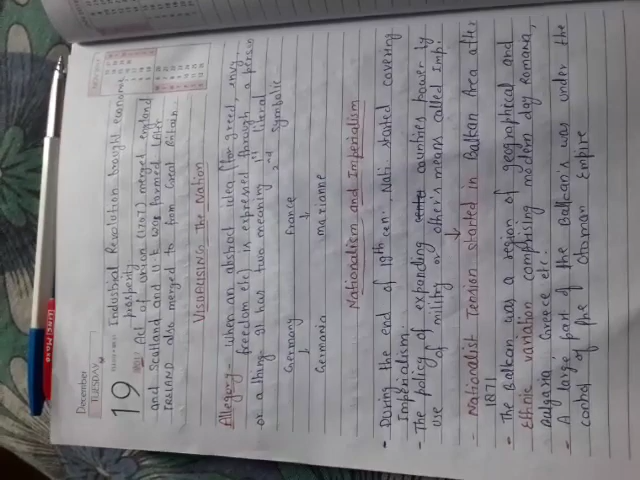 December
TUESDAY
19
Industrial Revolution brought economic
prosperity
Act of union (1707) merged england
and Scotland and U.K was formed. Later
Ireland also merged to from Great Britain.
Visualising the Nation
Allegory - When an abstract idea (for greed, envy,
freedom etc) is expressed through a person
or a thing. It has two meaning 1st literal
2nd Symbolic
Germany France
↓ ↓
Germania marianne
Nationalism and Imperialism
- During the end of 19th cen. Nati. started covering
Imperialism.
- The policy of expanding countries power by
use of military or other's means called Impi.
- Nationalist Tension started in Balkan Area after
1871
- The Balkan was a region of geographical and
Ethnic variation comprising modern day Romana,
Bulgaria, Greece etc.
- A large part of the Balkan's was under the
control of the Otoman Empire